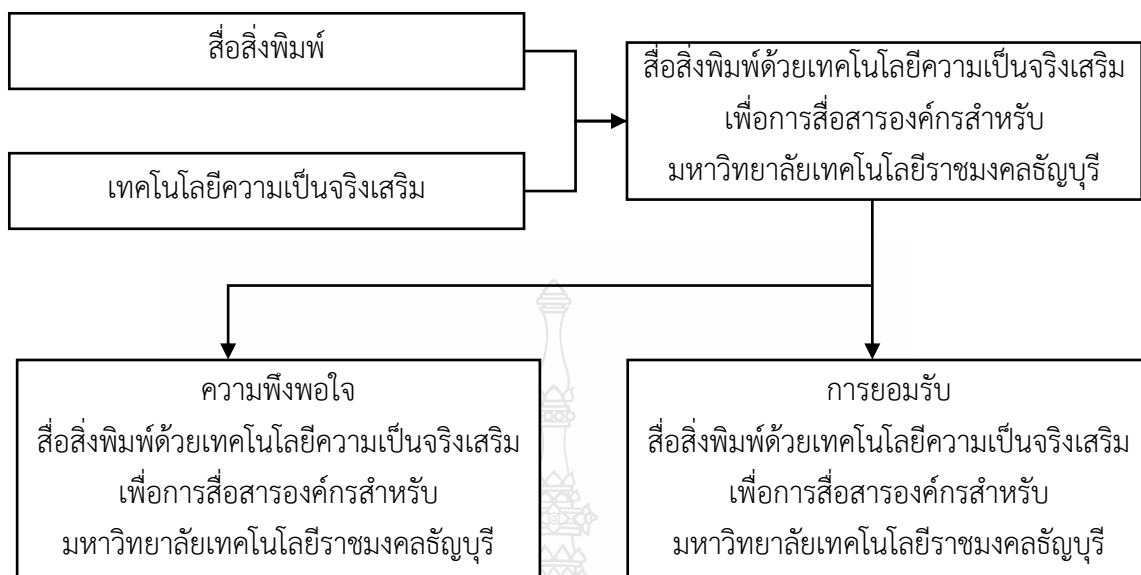 สื่อสิ่งพิมพ์
เทคโนโลยีความเป็นจริงเสริม
สื่อสิ่งพิมพ์ด้วยเทคโนโลยีความเป็นจริงเสริม
เพื่อการสื่อสารองค์กรสำหรับ
มหาวิทยาลัยเทคโนโลยีราชมงคลธัญบุรี
ความพึงพอใจ
สื่อสิ่งพิมพ์ด้วยเทคโนโลยีความเป็นจริงเสริม
เพื่อการสื่อสารองค์กรสำหรับ
มหาวิทยาลัยเทคโนโลยีราชมงคลธัญบุรี
การยอมรับ
สื่อสิ่งพิมพ์ด้วยเทคโนโลยีความเป็นจริงเสริม
เพื่อการสื่อสารองค์กรสำหรับ
มหาวิทยาลัยเทคโนโลยีราชมงคลธัญบุรี